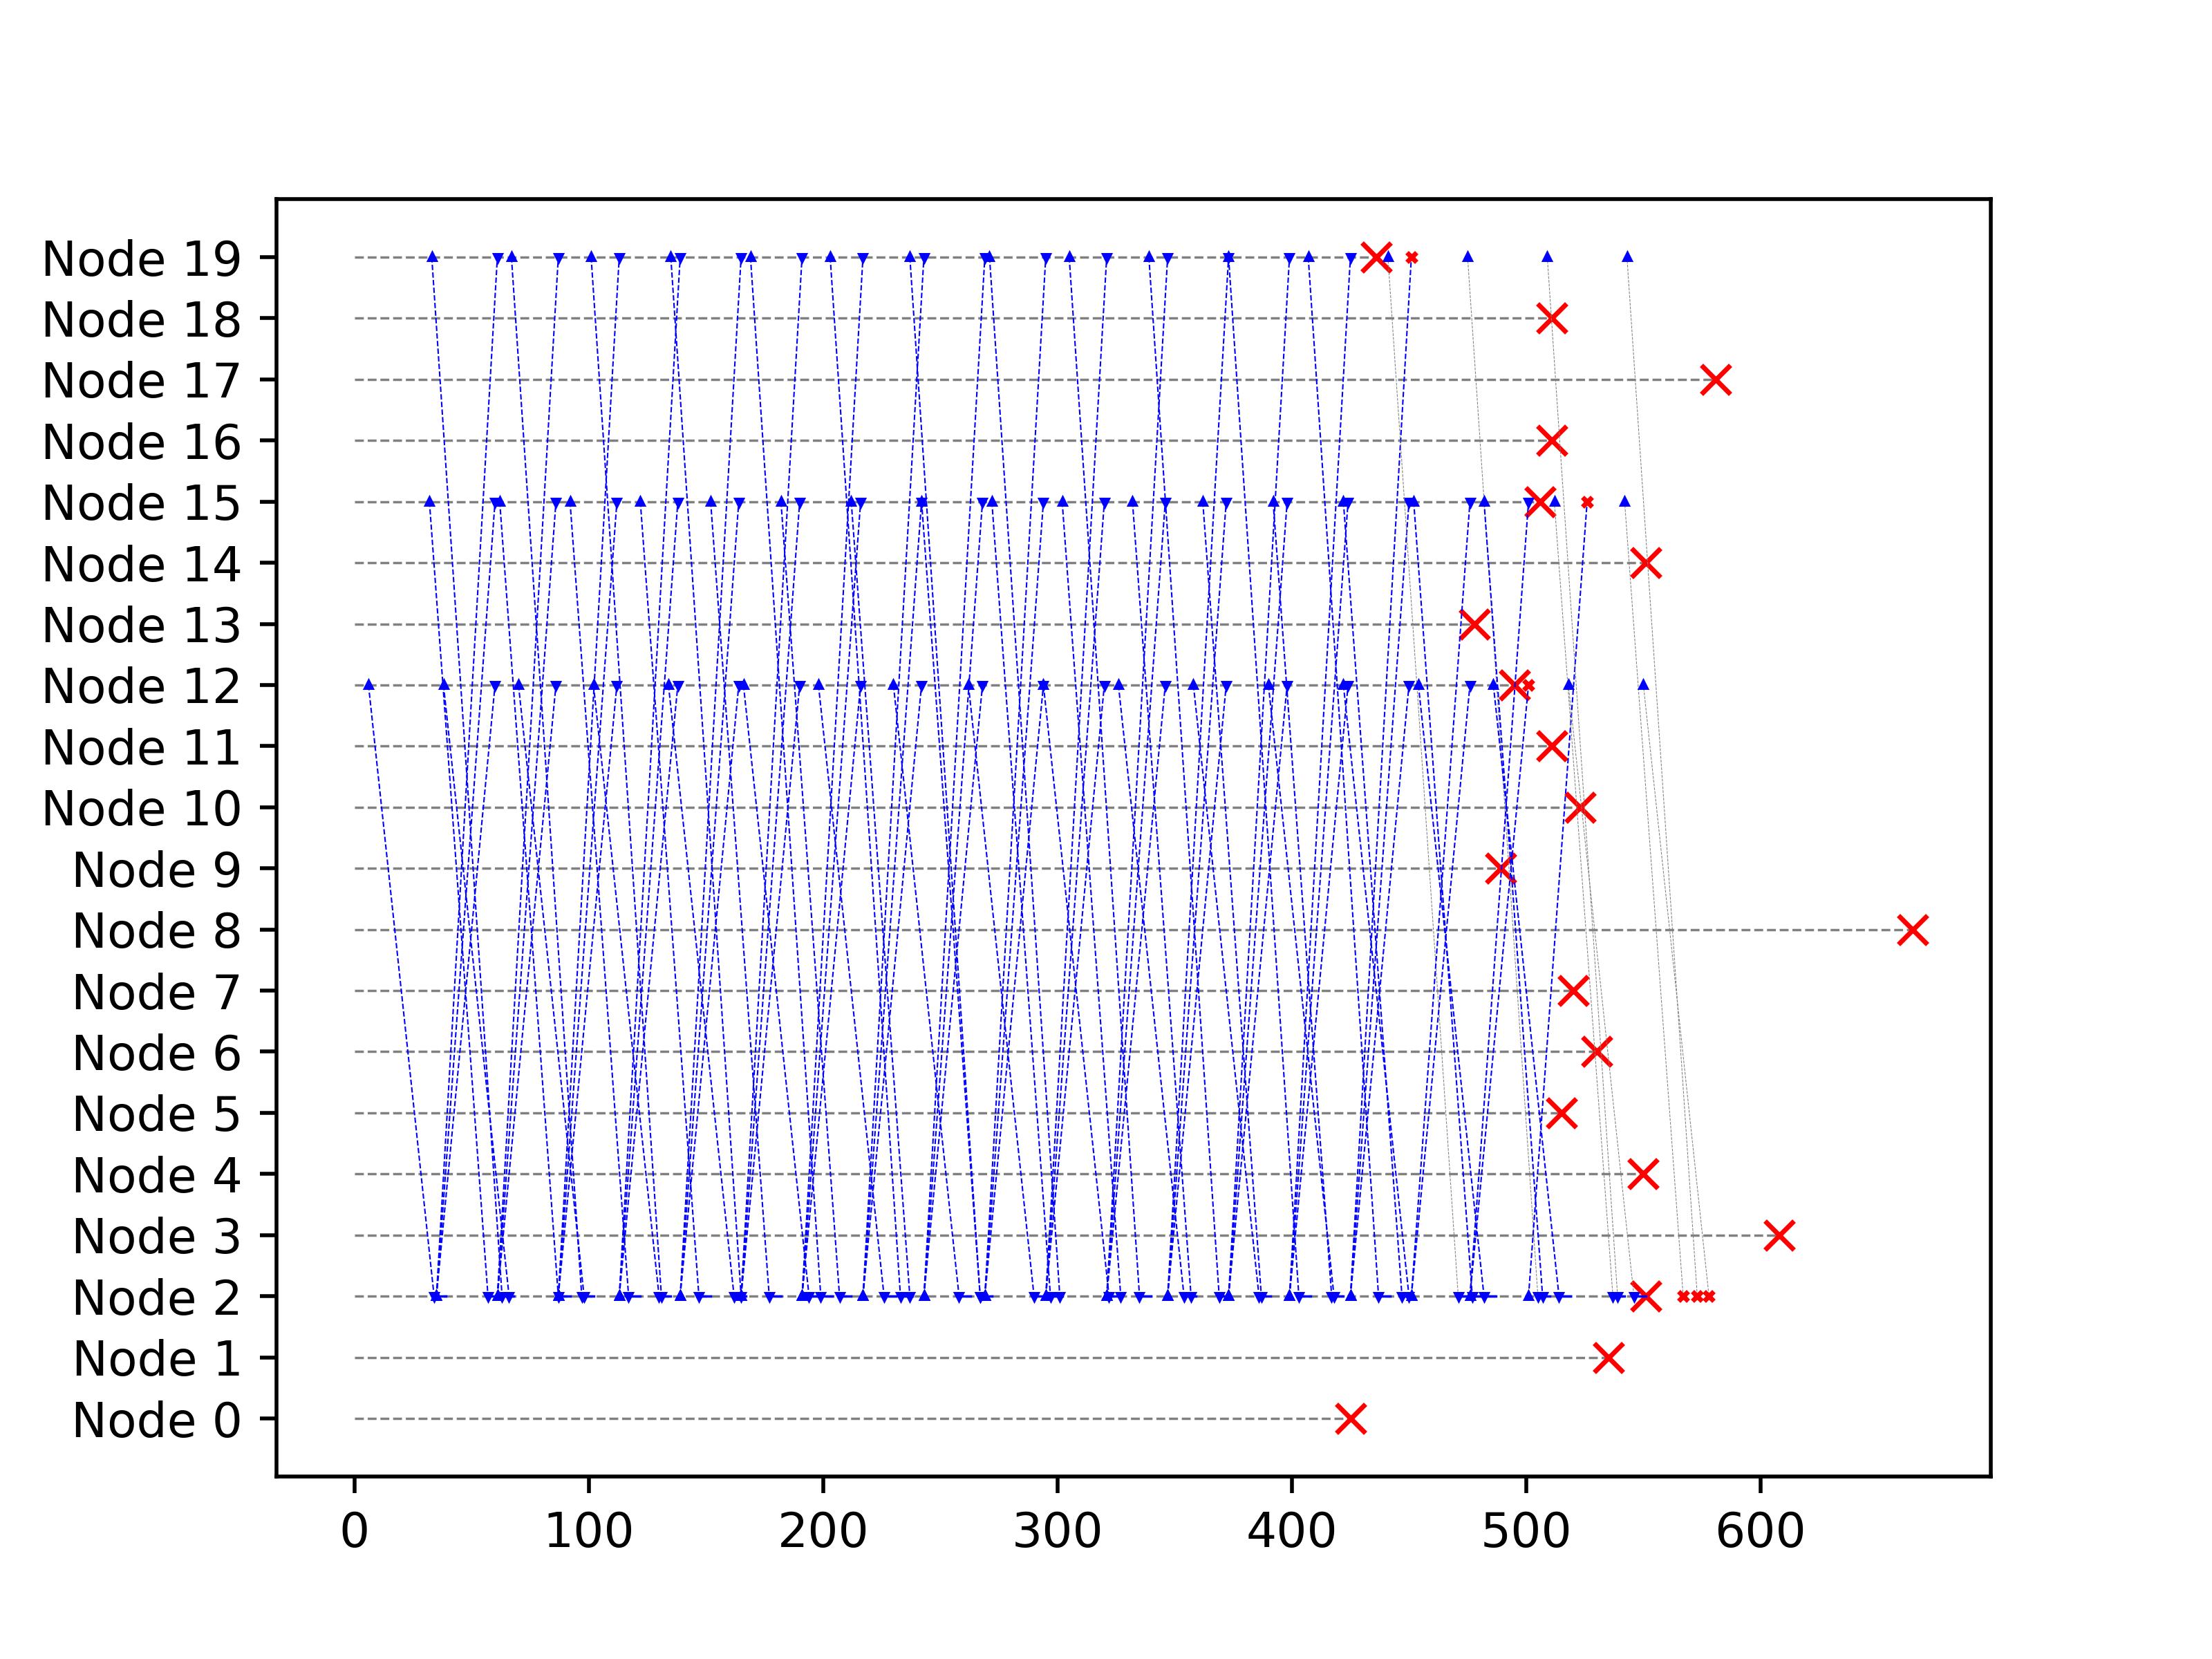 Node 19
Node 18
Node 17
Node 16
Node 15
Node 14
Node 13
Node 12
Node 11
Node 10
Node 9
Node 8
Node 7
Node 6
Node 5
Node 4
Node 3
Node 2
Node 1
Node 0
0 100 200 300 400 500 600